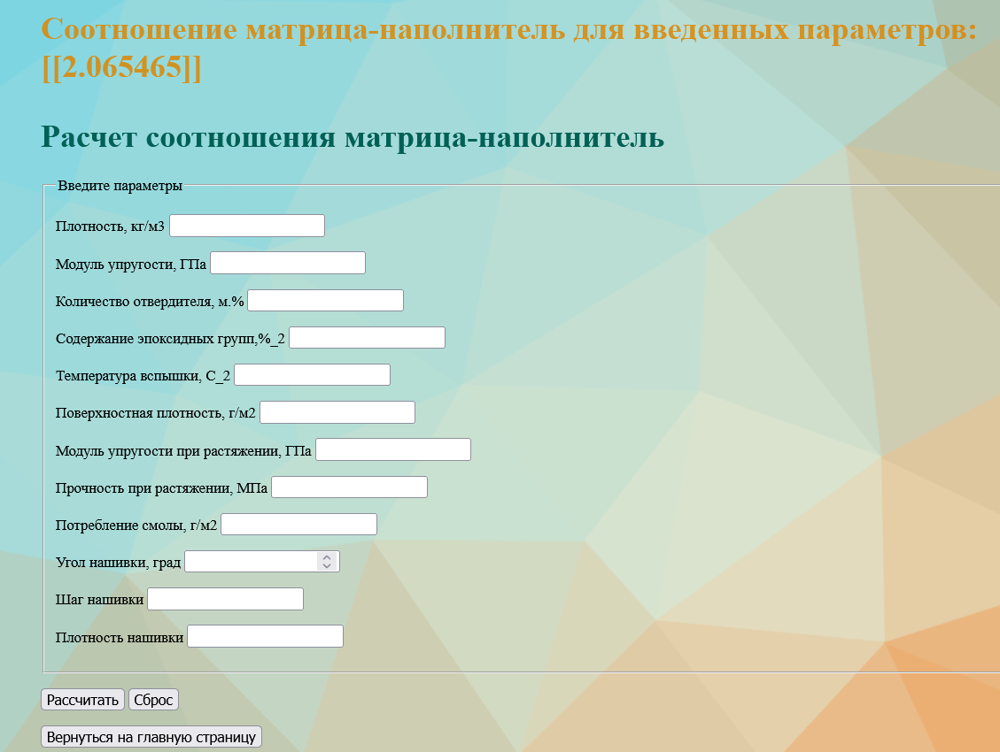 Соотношение матрица-наполнитель для введенных параметров:
[[2.065465]]
Расчет соотношения матрица-наполнитель
Введите параметры
Плотность, кг/м3
Модуль упругости, ГПа
Количество отвердителя, м.%
Содержание эпоксидных групп,%_2
Температура вспышки, С_2
Поверхностная плотность, г/м2
Модуль упругости при растяжении, ГПа
Прочность при растяжении, МПа
Потребление смолы, г/м2
Угол нашивки, град
Шаг нашивки
Плотность нашивки
Рассчитать Сброс
Вернуться на главную страницу